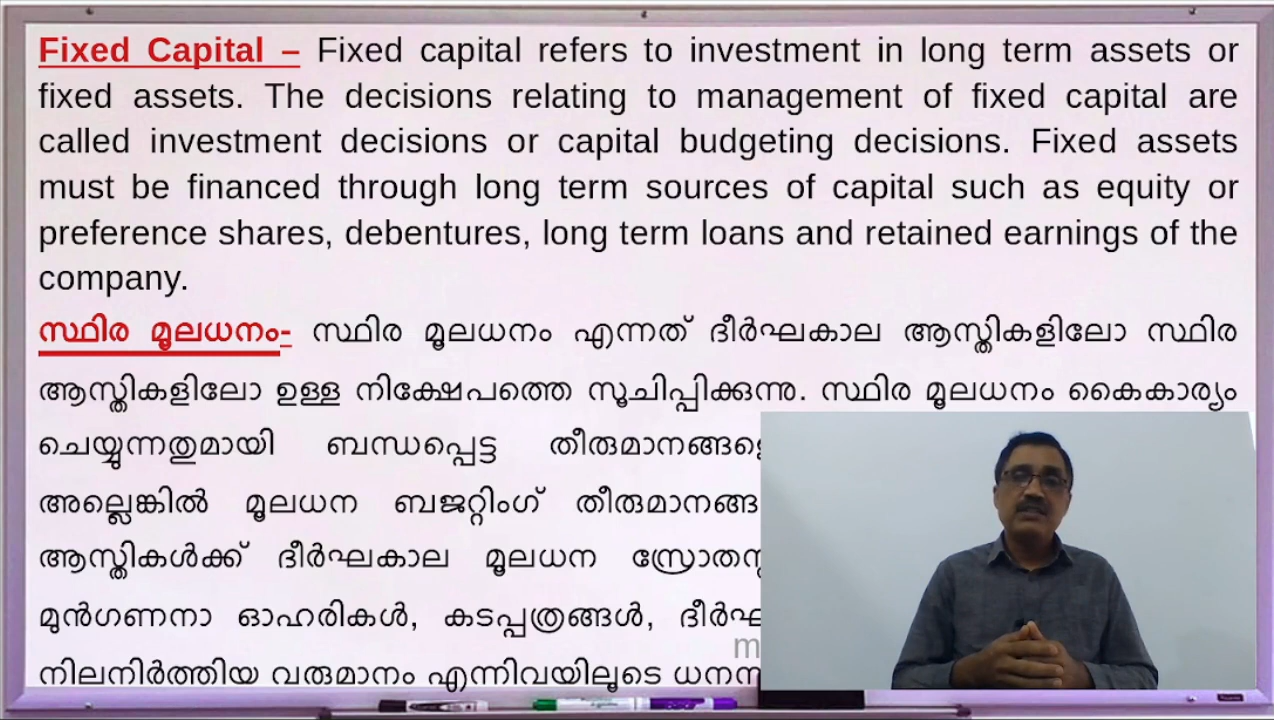 Fixed Capital – Fixed capital refers to investment in long term assets or
fixed assets. The decisions relating to management of fixed capital are
called investment decisions or capital budgeting decisions. Fixed assets
must be financed through long term sources of capital such as equity or
preference shares, debentures, long term loans and retained earnings of the
company.
സ്ഥിര മൂലധനം- സ്ഥിര മൂലധനം എന്നത് ദീർഘകാല ആസ്തികളിലോ സ്ഥിര
ആസ്തികളിലോ ഉള്ള നിക്ഷേപത്തെ സൂചിപ്പിക്കുന്നു. സ്ഥിര മൂലധനം കൈകാര്യം
ചെയ്യുന്നതുമായി ബന്ധപ്പെട്ട
അല്ലെങ്കിൽ മൂലധന ബജറ്റിംഗ്
ആസ്തികൾക്ക് ദീർഘകാല മൂലധന
മുൻഗണനാ ഓഹരികൾ, കടപ്പത്രങ്ങൾ,
നിലനിർത്തിയ വരുമാനം എന്നിവയിലൂടെ